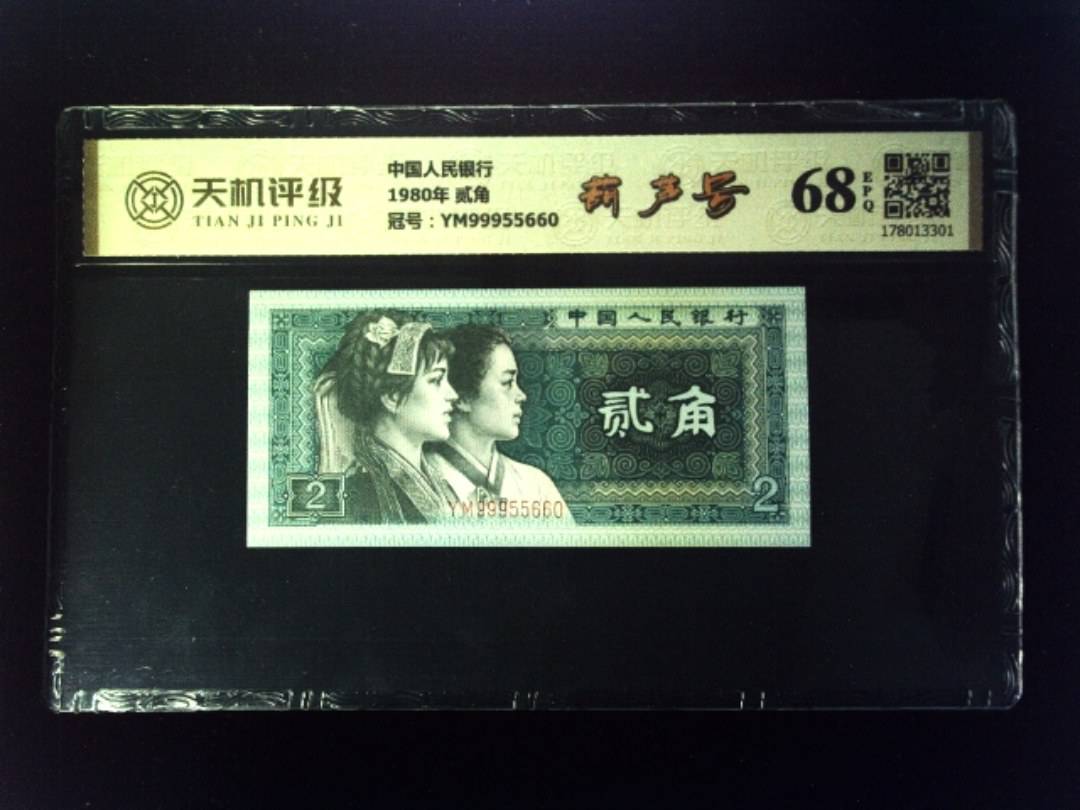 天机评级
TIAN JI PING JI
中国人民银行
1980年 贰角
冠号：YM99955660
葫芦号
68
EPQ
178013301
中国人民银行
贰角
2
YM99955660
2